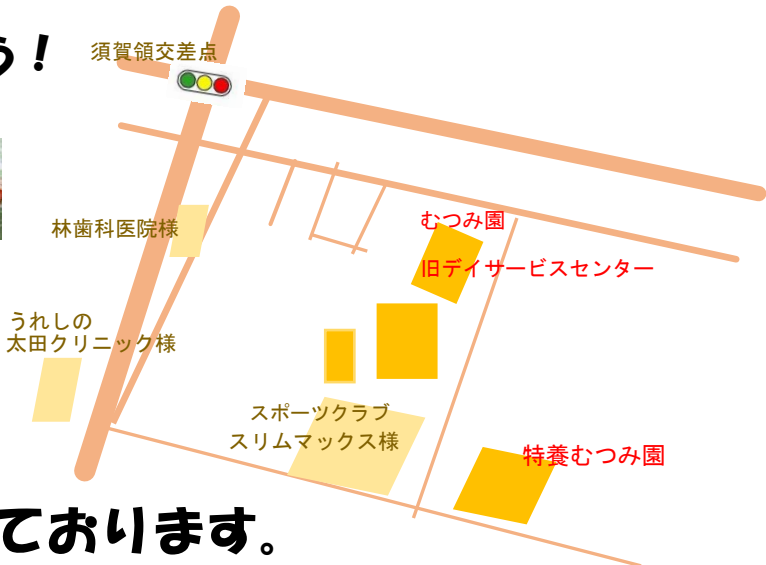 う！
須賀領交差点
林歯科医院様
むつみ園
旧デイサービスセンター
うれしの
太田クリニック様
スポーツクラブ
スリムマックス様
特養むつみ園
ております。